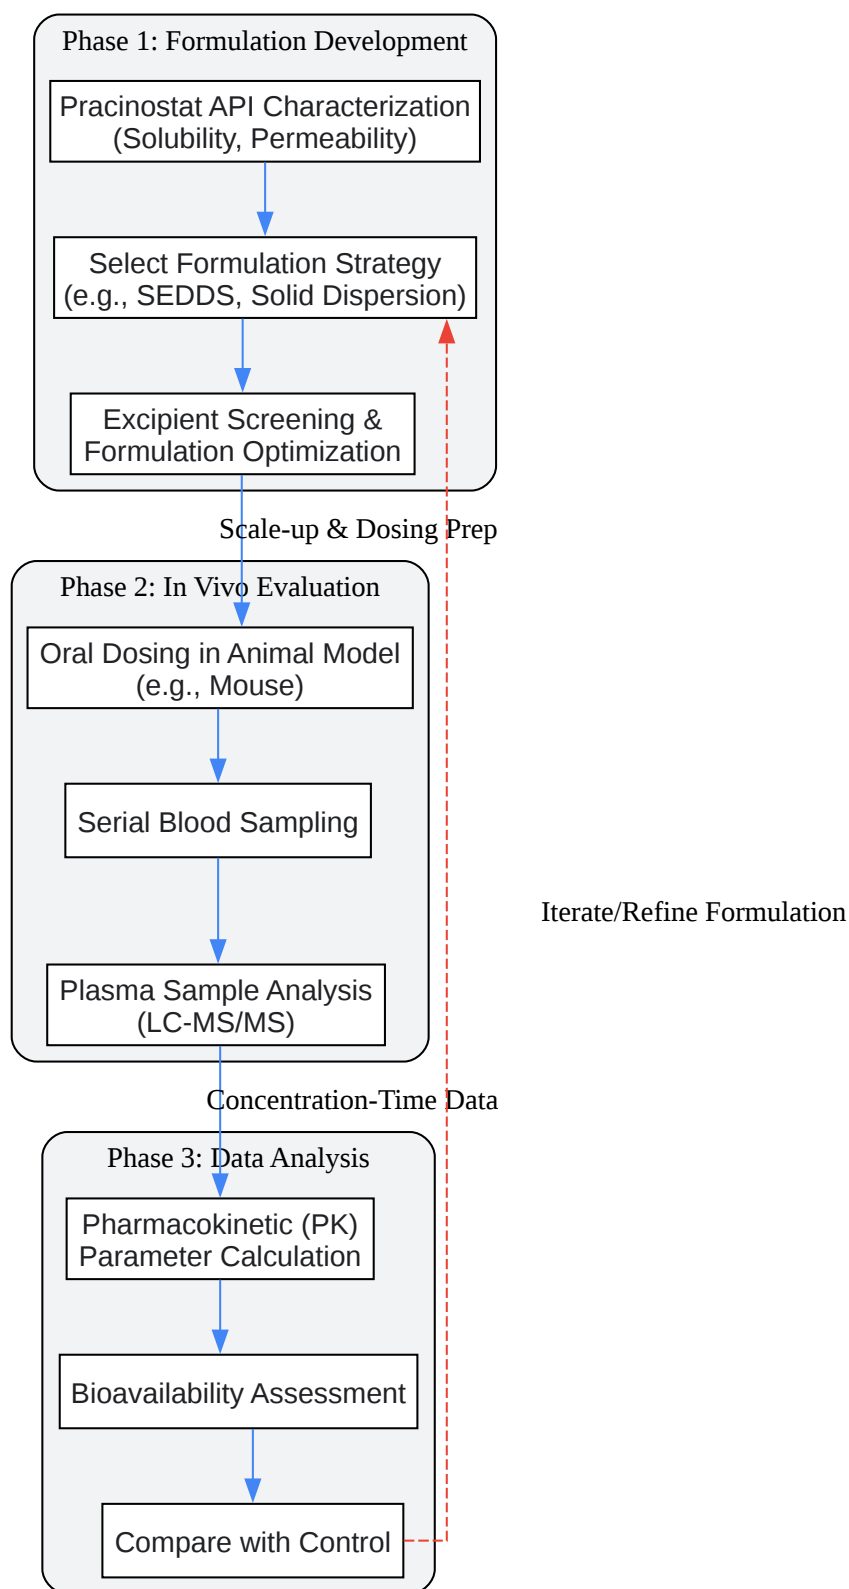 Phase 1: Formulation Development
Pracinostat API Characterization
(Solubility, Permeability)
Select Formulation Strategy
(e.g., SEDDS, Solid Dispersion)
Excipient Screening &
Formulation Optimization
Scale-up & Dosing Prep
Phase 2: In Vivo Evaluation
Oral Dosing in Animal Model
(e.g., Mouse)
Serial Blood Sampling
Iterate/Refine Formulation
Plasma Sample Analysis
(LC-MS/MS)
Concentration-Time Data
Phase 3: Data Analysis
Pharmacokinetic (PK)
Parameter Calculation
Bioavailability Assessment
Compare with Control